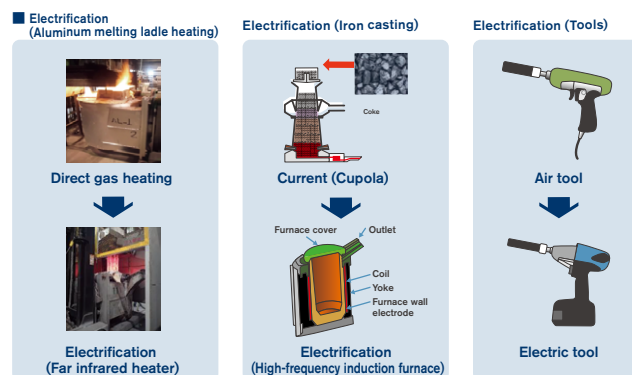 ■ Electrification
(Aluminum melting ladle heating)
Direct gas heating
Electrification
(Far infrared heater)
Electrification (Iron casting)
Coke
Current (Cupola)
Furnace cover
Outlet
Coil
Yoke
Furnace wall
electrode
Electrification
(High-frequency induction furnace)
Electrification (Tools)
Air tool
Electric tool